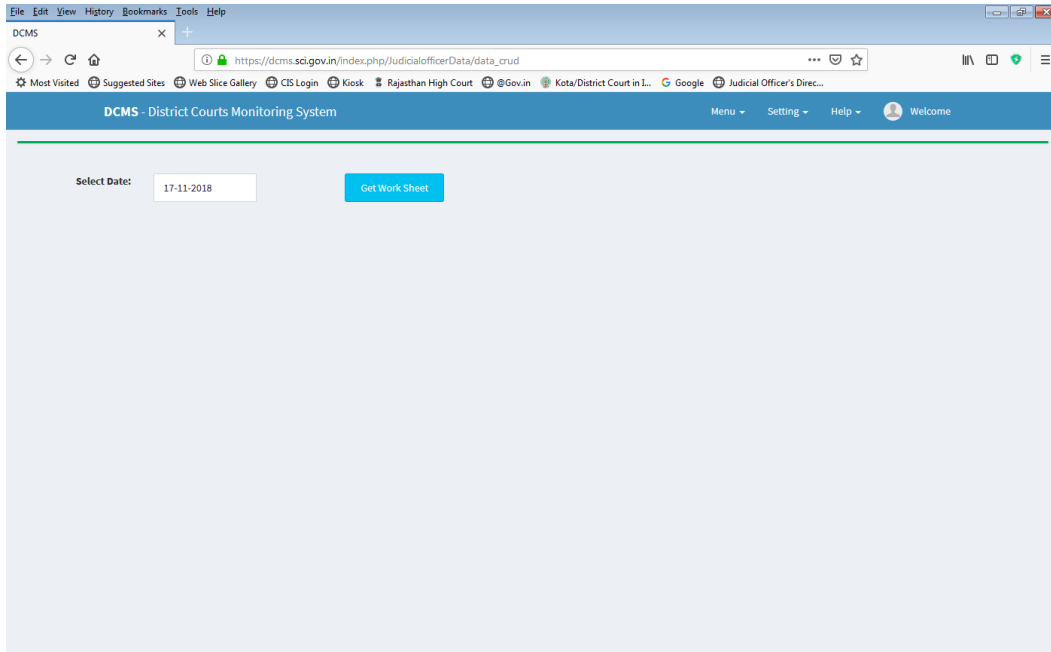 File Edit View History Bookmarks Tools Help
DCMS
https://dcms.sci.gov.in/index.php/JudicialofficerData/data_crud
Most Visited Suggested Sites Web Slice Gallery CIS Login Kiosk Rajasthan High Court @Gov.in Kota/District Court in I... G Google Judicial Officer's Direc...
DCMS - District Courts Monitoring System Menu Setting Help Welcome
Select Date: 17-11-2018 Get Work Sheet